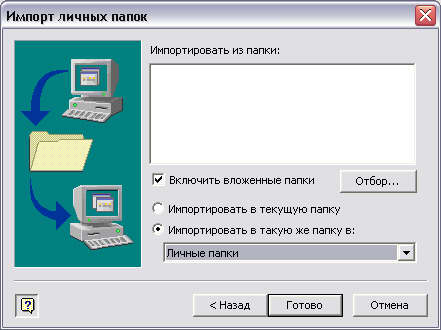 Импорт личных папок
Импортировать из папки:
Включить вложенные папки
Отбор...
Импортировать в текущую папку
Импортировать в такую же папку в:
Личные папки
?
< Назад
Готово
Отмена